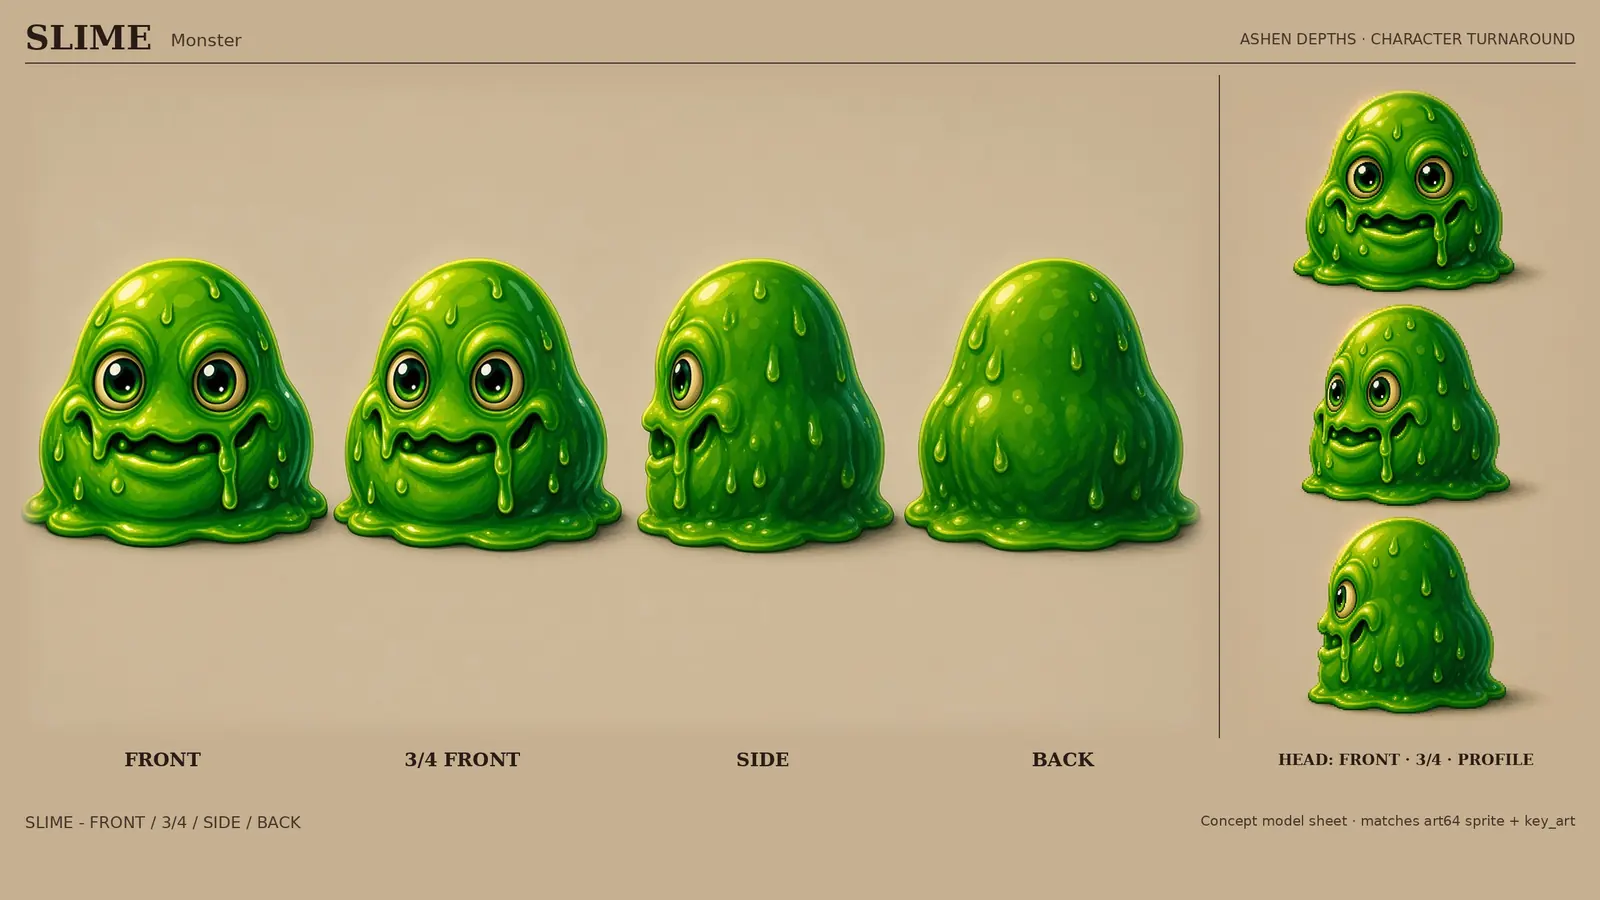 SLIME Monster
ASHEN DEPTHS · CHARACTER TURNAROUND
FRONT
3/4 FRONT
SIDE
BACK
HEAD: FRONT · 3/4 · PROFILE
SLIME - FRONT / 3/4 / SIDE / BACK
Concept model sheet · matches art64 sprite + key_art